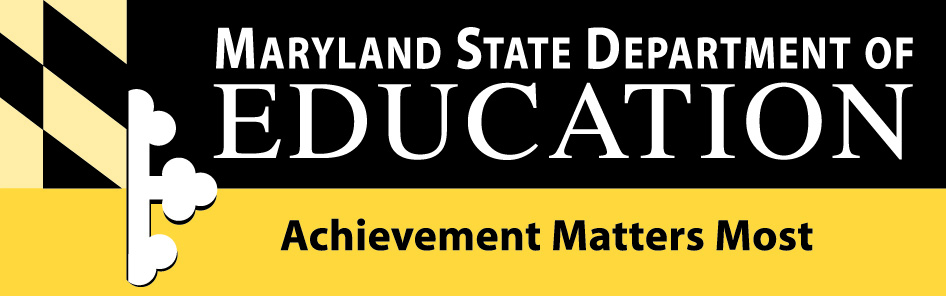 MARYLAND STATE DEPARTMENT OF
EDUCATION
Achievement Matters Most